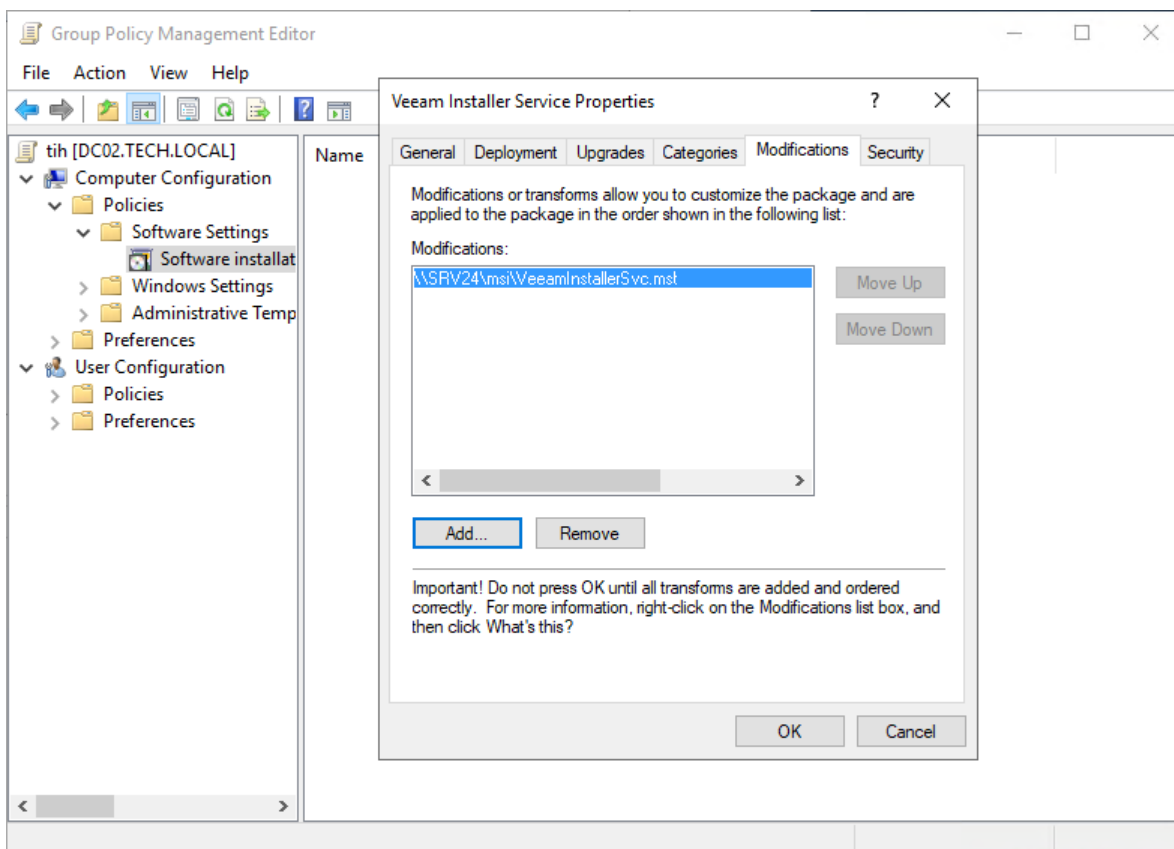 Group Policy Management Editor
File Action View Help
tih [DC02.TECH.LOCAL]
Computer Configuration
Policies
Software Settings
Software installat
Windows Settings
Administrative Temp
Preferences
User Configuration
Policies
Preferences
Name
Veeam Installer Service Properties
General Deployment Upgrades Categories Modifications Security
Modifications or transforms allow you to customize the package and are
applied to the package in the order shown in the following list:
Modifications:
\\SRV24\msi\VeeamInstallerSvc.mst
Move Up
Move Down
Add... Remove
Important! Do not press OK until all transforms are added and ordered
correctly. For more information, right-click on the Modifications list box, and
then click What's this?
OK Cancel